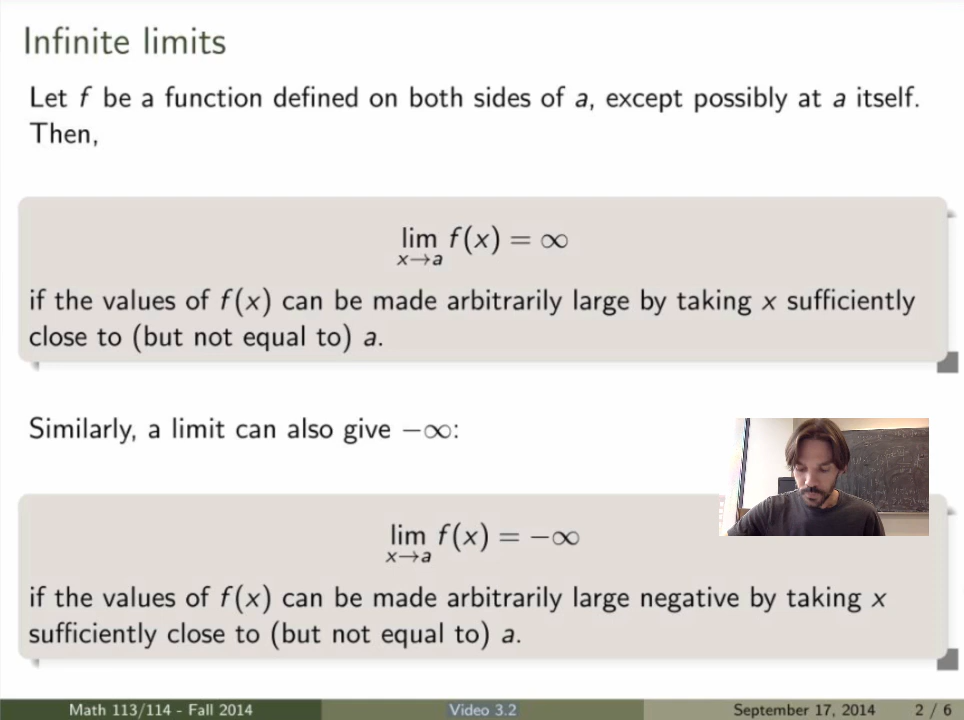 Infinite limits
Let f be a function defined on both sides of a, except possibly at a itself.
Then,
lim f(x) = ∞
x→a
if the values of f(x) can be made arbitrarily large by taking x sufficiently
close to (but not equal to) a.
Similarly, a limit can also give −∞:
lim f(x) = −∞
x→a
if the values of f(x) can be made arbitrarily large negative by taking x
sufficiently close to (but not equal to) a.
Math 113/114 - Fall 2014 Video 3.2 September 17, 2014 2 / 6